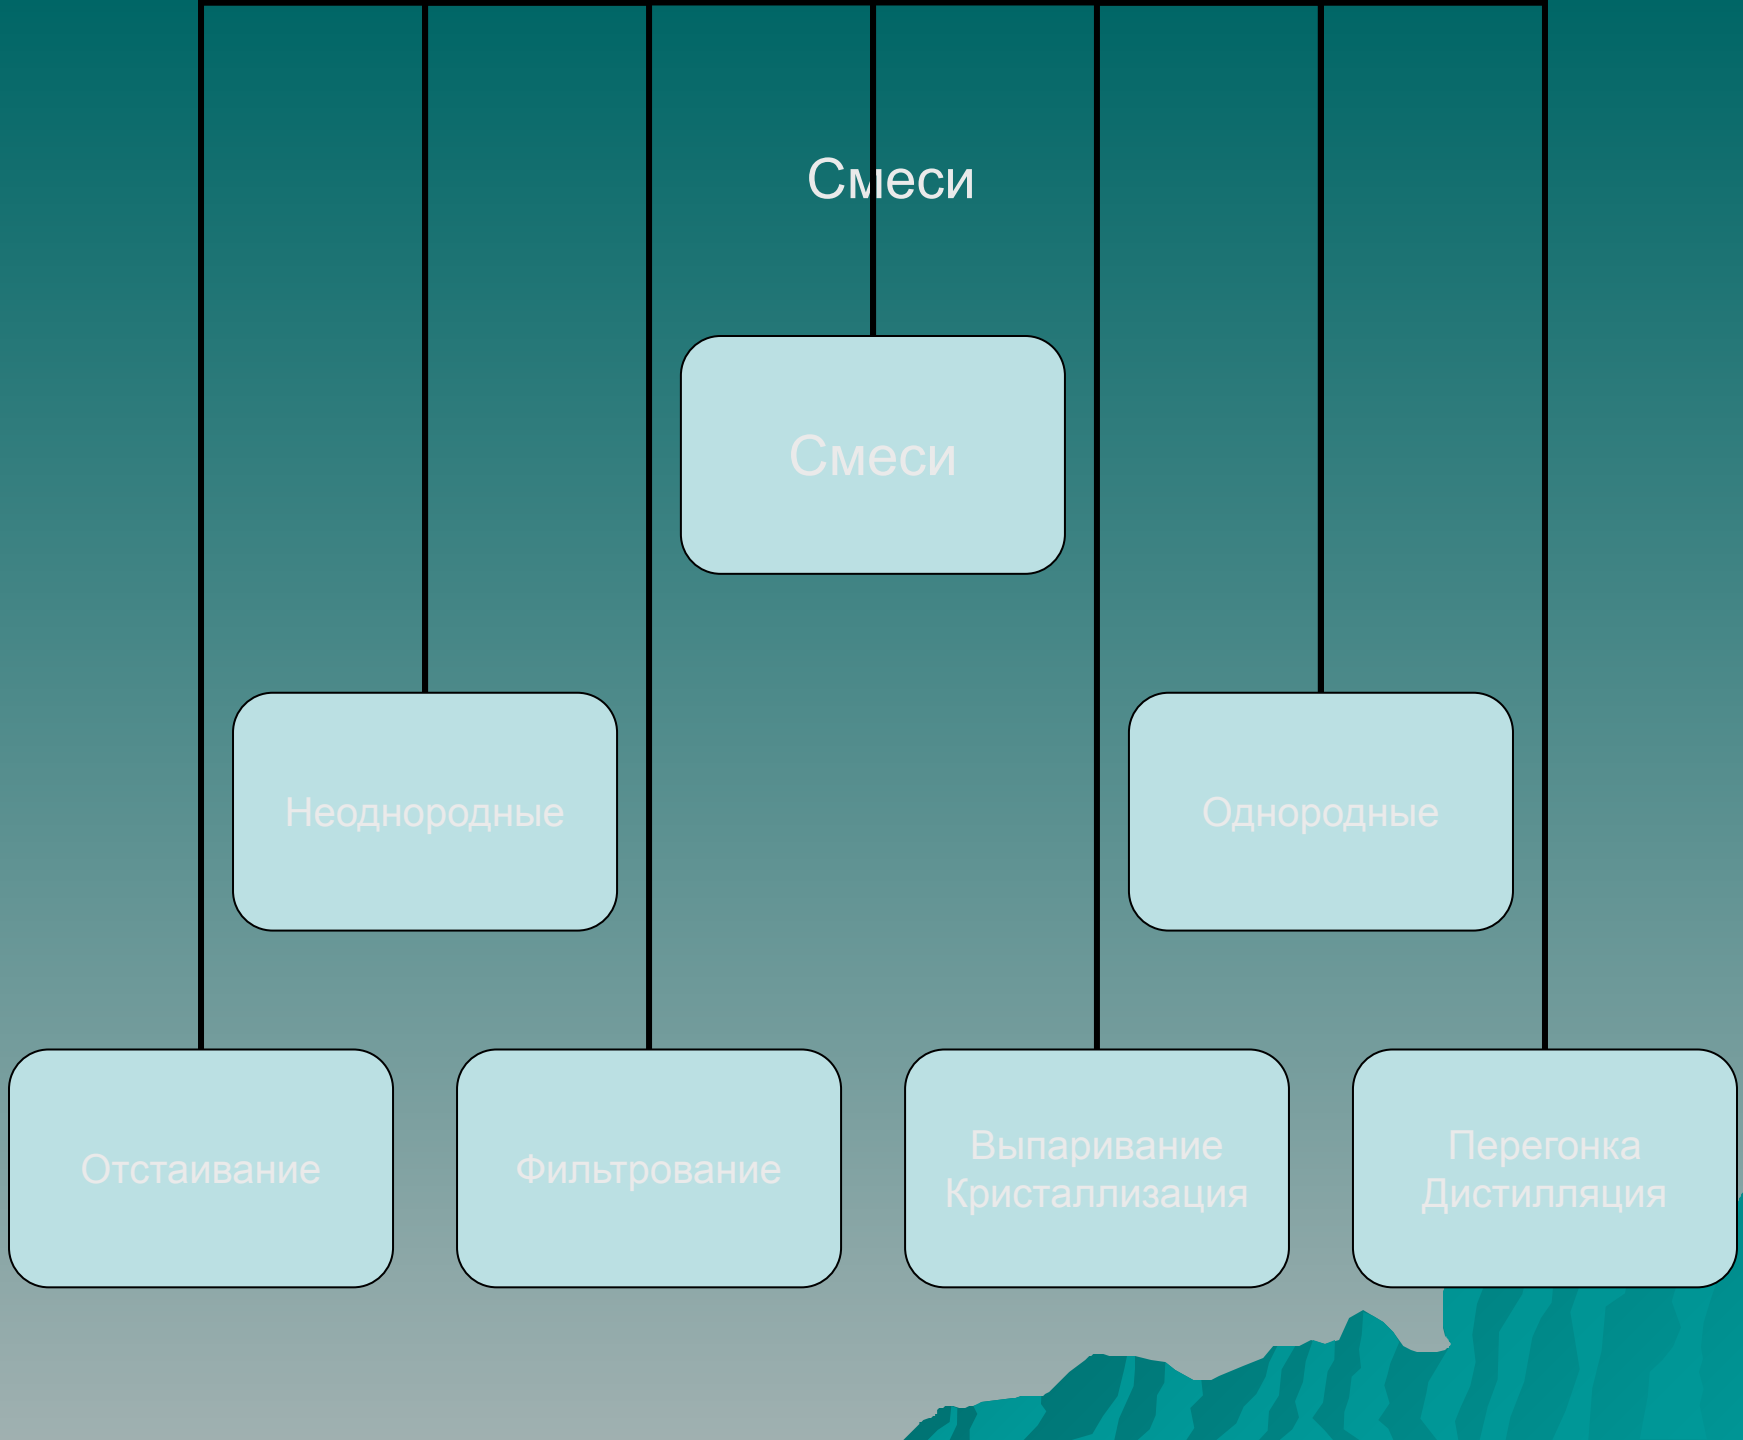 Смеси
Смеси
Неоднородные
Однородные
Отстаивание
Фильтрование
Выпаривание
Кристаллизация
Перегонка
Дистилляция